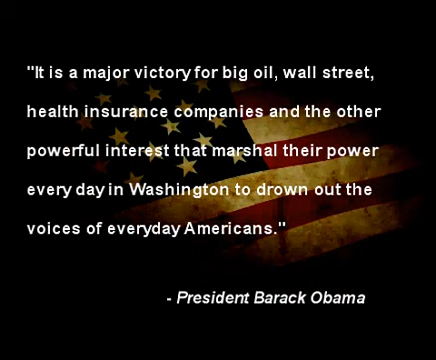 "It is a major victory for big oil, wall street,
health insurance companies and the other
powerful interest that marshal their power
every day in Washington to drown out the
voices of everyday Americans."
- President Barack Obama